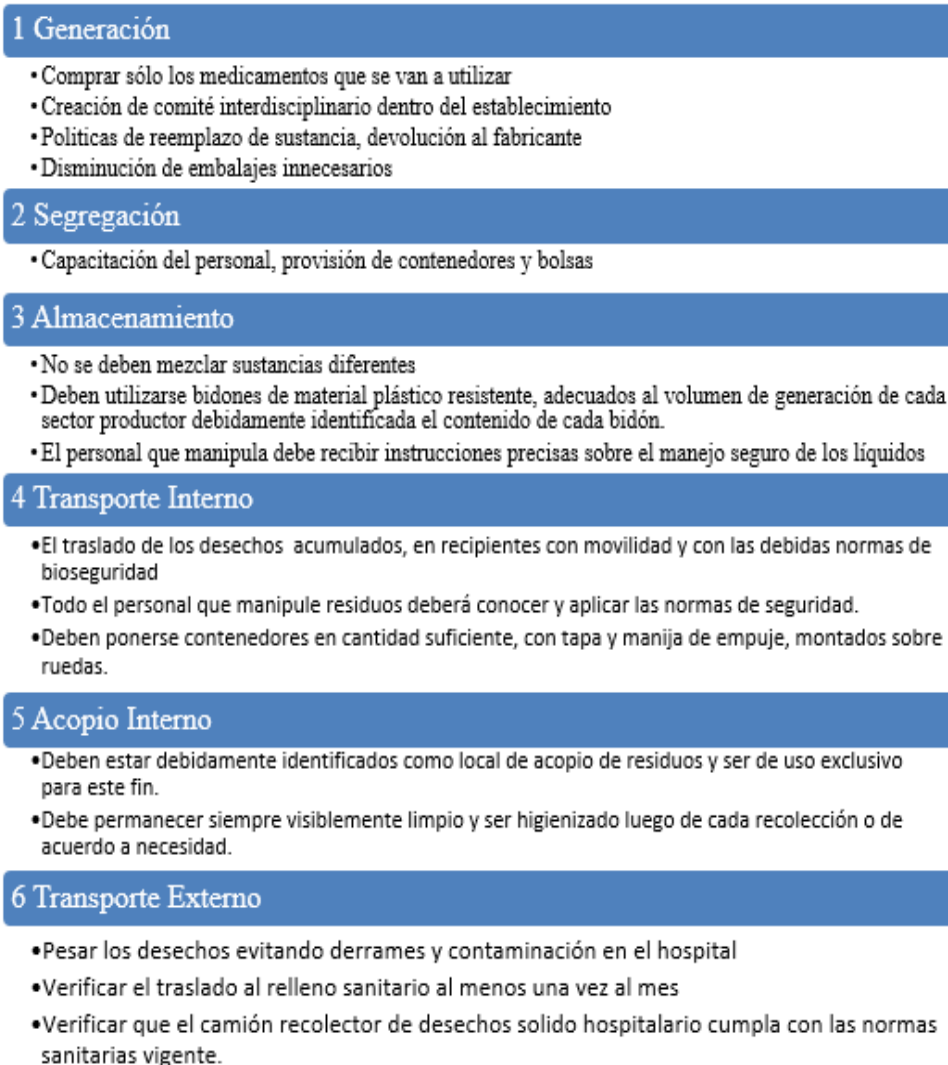 1 Generación
•Comprar sólo los medicamentos que se van a utilizar
•Creación de comité interdisciplinario dentro del establecimiento
•Politicas de reemplazo de sustancia, devolución al fabricante
•Disminución de embalajes innecesarios
2 Segregación
•Capacitación del personal, provisión de contenedores y bolsas
3 Almacenamiento
•No se deben mezclar sustancias diferentes
•Deben utilizarse bidones de material plástico resistente, adecuados al volumen de generación de cada
sector productor debidamente identificada el contenido de cada bidón.
•El personal que manipula debe recibir instrucciones precisas sobre el manejo seguro de los líquidos
4 Transporte Interno
•El traslado de los desechos acumulados, en recipientes con movilidad y con las debidas normas de
bioseguridad
•Todo el personal que manipule residuos deberá conocer y aplicar las normas de seguridad.
•Deben ponerse contenedores en cantidad suficiente, con tapa y manija de empuje, montados sobre
ruedas.
5 Acopio Interno
•Deben estar debidamente identificados como local de acopio de residuos y ser de uso exclusivo
para este fin.
•Debe permanecer siempre visiblemente limpio y ser higienizado luego de cada recolección o de
acuerdo a necesidad.
6 Transporte Externo
•Pesar los desechos evitando derrames y contaminación en el hospital
•Verificar el traslado al relleno sanitario al menos una vez al mes
•Verificar que el camión recolector de desechos solido hospitalario cumpla con las normas
sanitarias vigente.